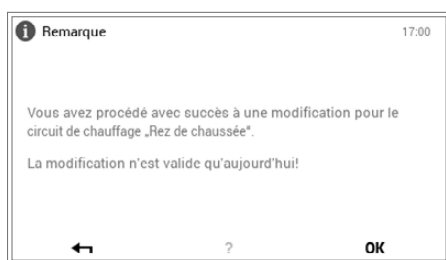 i Remarque 17:00
Vous avez procédé avec succès à une modification pour le
circuit de chauffage „Rez de chaussée“.
La modification n'est valide qu'aujourd'hui!
? OK